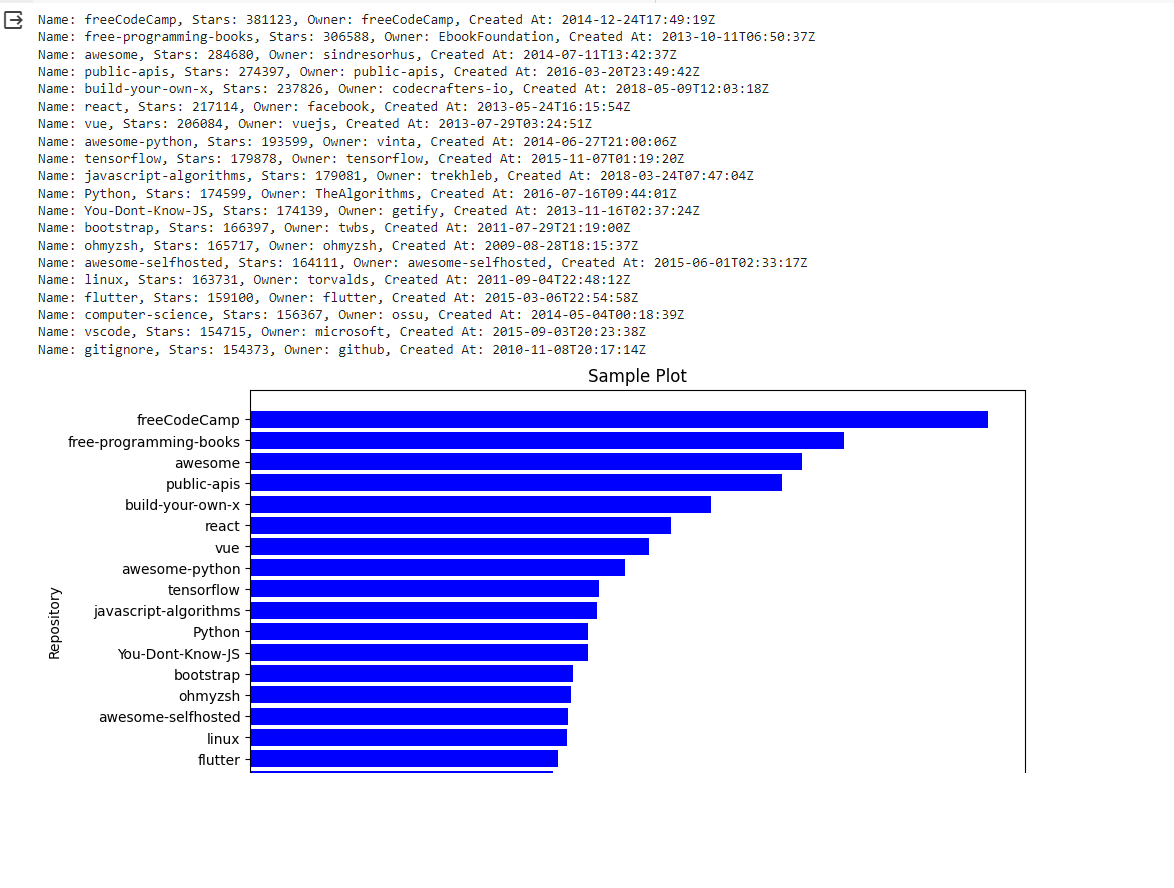 Name: freeCodeCamp, Stars: 381123, Owner: freeCodeCamp, Created At: 2014-12-24T17:49:19Z
Name: free-programming-books, Stars: 306588, Owner: EbookFoundation, Created At: 2013-10-11T06:50:37Z
Name: awesome, Stars: 284680, Owner: sindresorhus, Created At: 2014-07-11T13:42:37Z
Name: public-apis, Stars: 274397, Owner: public-apis, Created At: 2016-03-20T23:49:42Z
Name: build-your-own-x, Stars: 237826, Owner: codecrafters-io, Created At: 2018-05-09T12:03:18Z
Name: react, Stars: 217114, Owner: facebook, Created At: 2013-05-24T16:15:54Z
Name: vue, Stars: 206084, Owner: vuejs, Created At: 2013-07-29T03:24:51Z
Name: awesome-python, Stars: 193599, Owner: vinta, Created At: 2014-06-27T21:00:06Z
Name: tensorflow, Stars: 179878, Owner: tensorflow, Created At: 2015-11-07T01:19:20Z
Name: javascript-algorithms, Stars: 179081, Owner: trekhleb, Created At: 2018-03-24T07:47:04Z
Name: Python, Stars: 174599, Owner: TheAlgorithms, Created At: 2016-07-16T09:44:01Z
Name: You-Dont-Know-JS, Stars: 174139, Owner: getify, Created At: 2013-11-16T02:37:24Z
Name: bootstrap, Stars: 166397, Owner: twbs, Created At: 2011-07-29T21:19:00Z
Name: ohmyzsh, Stars: 165717, Owner: ohmyzsh, Created At: 2009-08-28T18:15:37Z
Name: awesome-selfhosted, Stars: 164111, Owner: awesome-selfhosted, Created At: 2015-06-01T02:33:17Z
Name: linux, Stars: 163731, Owner: torvalds, Created At: 2011-09-04T22:48:12Z
Name: flutter, Stars: 159100, Owner: flutter, Created At: 2015-03-06T22:54:58Z
Name: computer-science, Stars: 156367, Owner: ossu, Created At: 2014-05-04T00:18:39Z
Name: vscode, Stars: 154715, Owner: microsoft, Created At: 2015-09-03T20:23:38Z
Name: gitignore, Stars: 154373, Owner: github, Created At: 2010-11-08T20:17:14Z
Sample Plot
freeCodeCamp
free-programming-books
awesome
public-apis
build-your-own-x
react
vue
awesome-python
tensorflow
javascript-algorithms
Python
You-Dont-Know-JS
bootstrap
ohmyzsh
awesome-selfhosted
linux
flutter
Repository